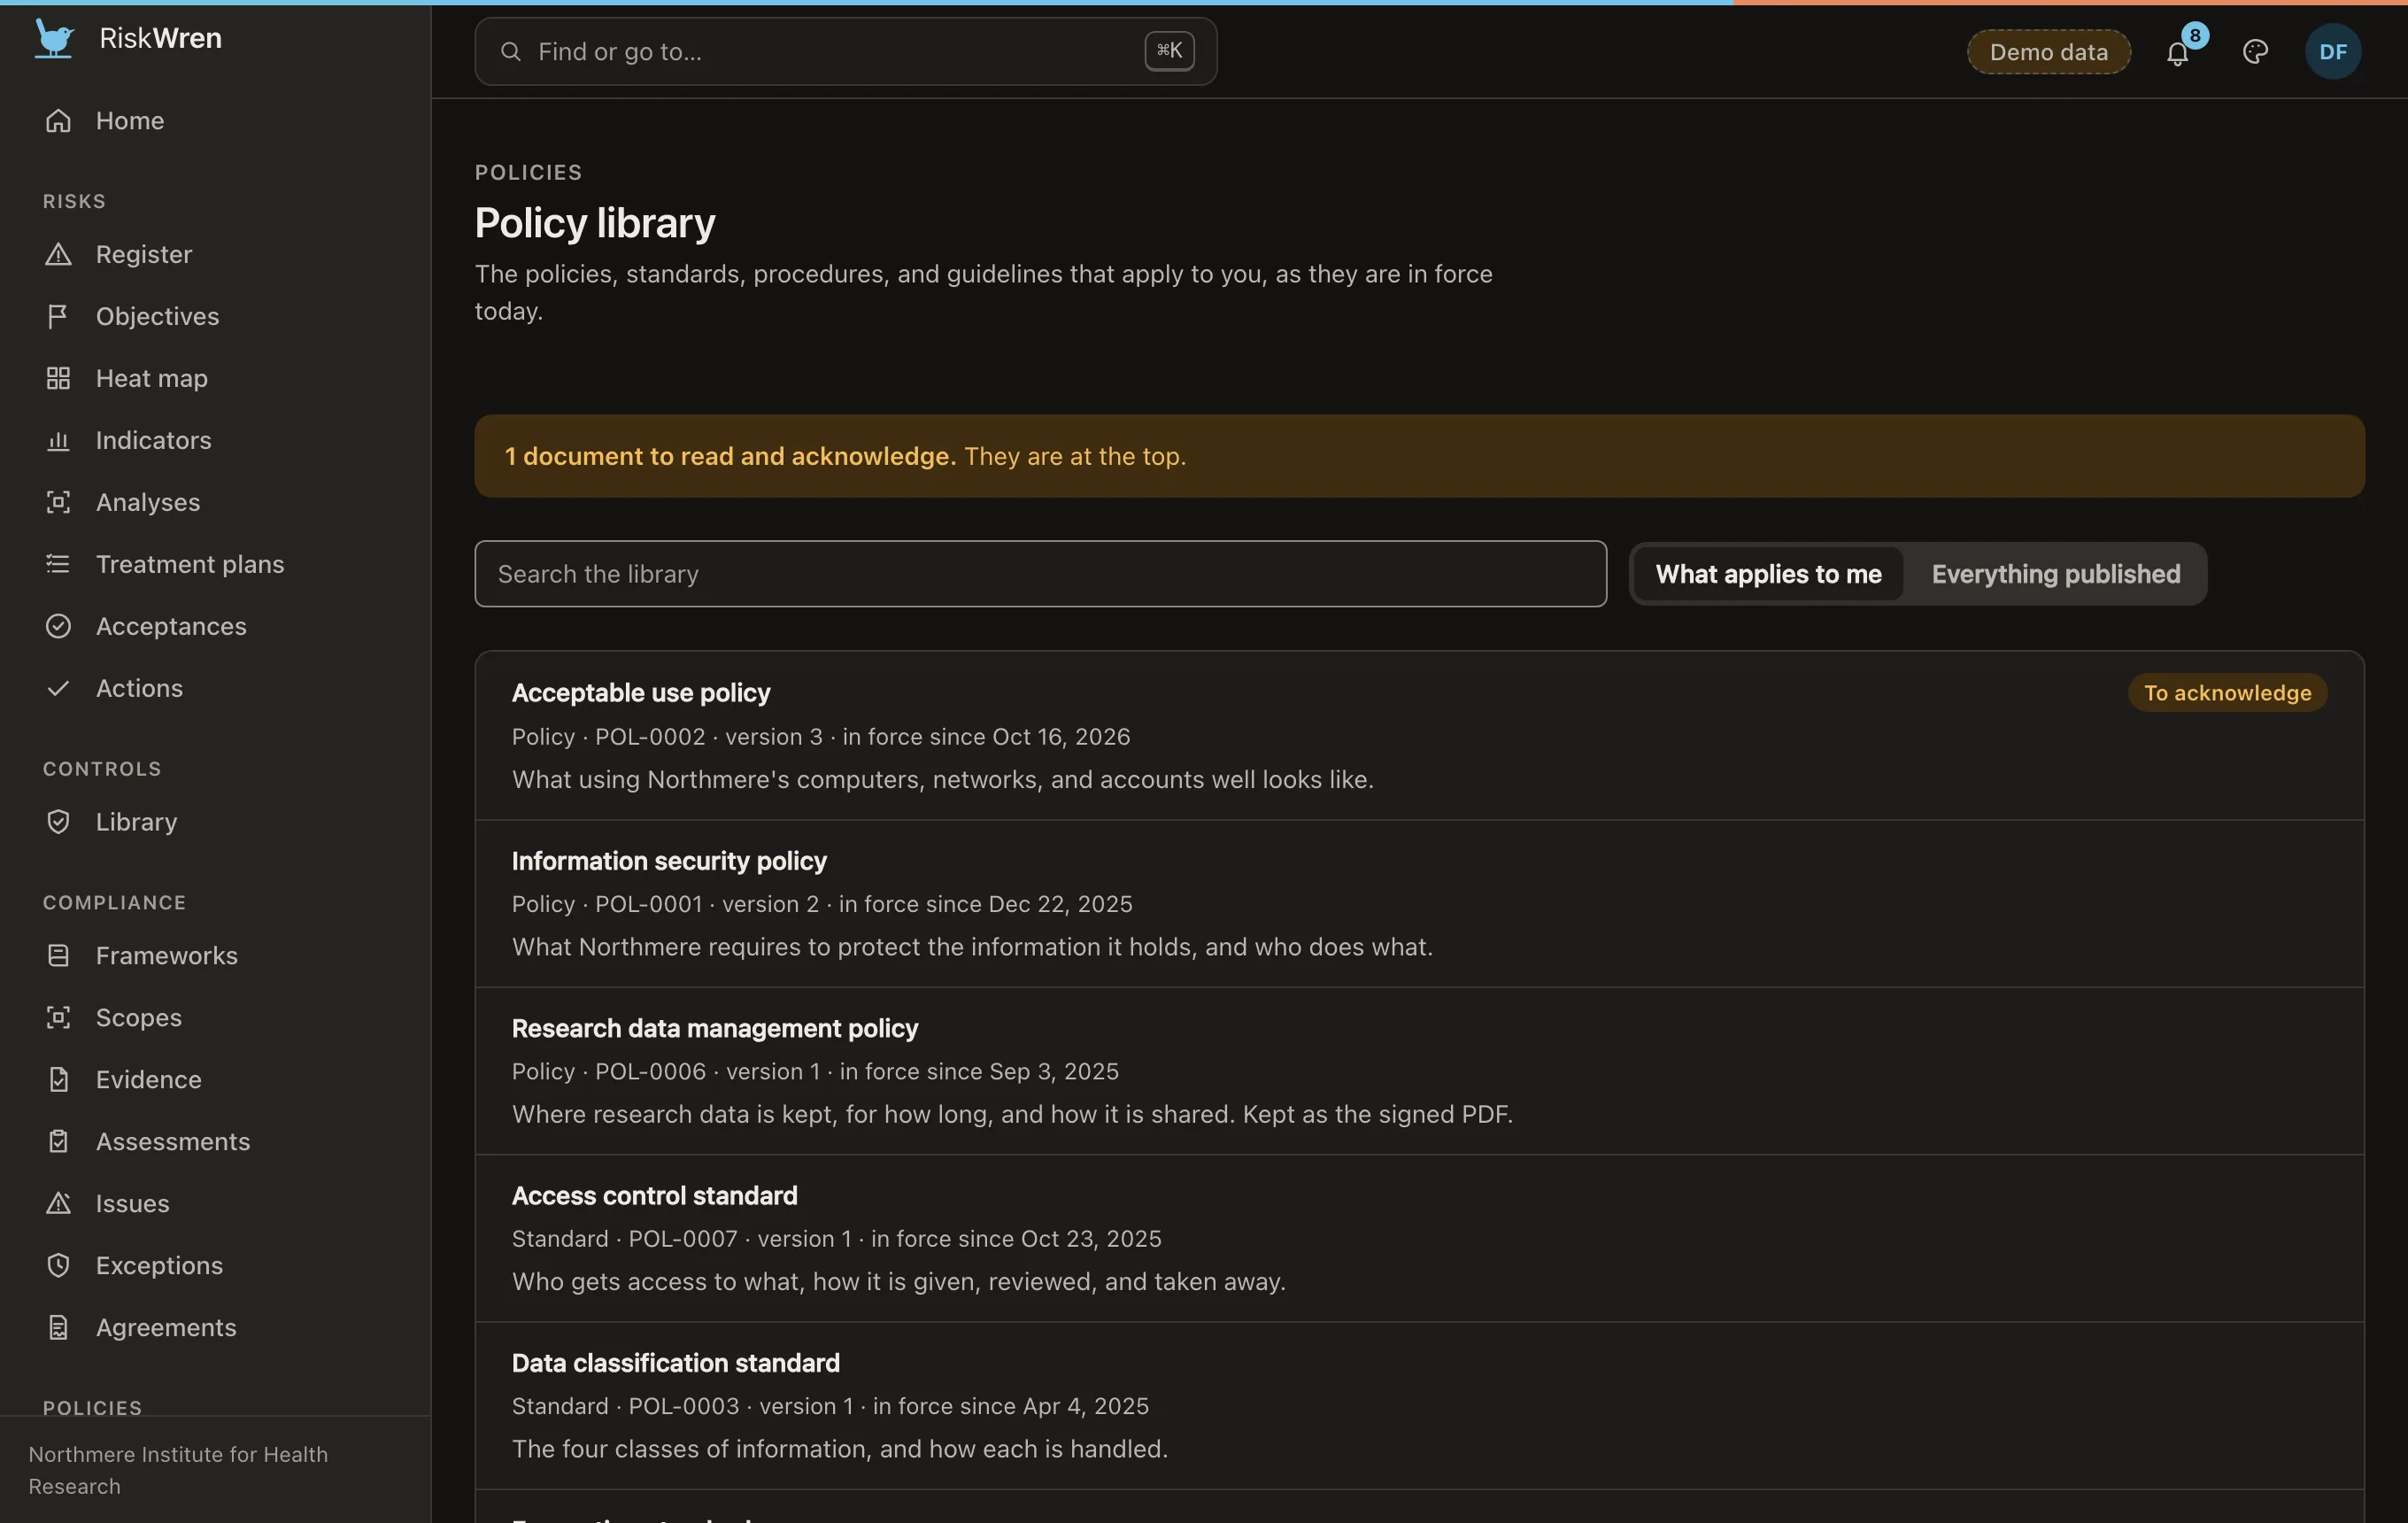 RiskWren
Find or go to...
⌘K
Demo data
8
DF
Home
RISKS
Register
Objectives
Heat map
Indicators
Analyses
Treatment plans
Acceptances
Actions
CONTROLS
Library
COMPLIANCE
Frameworks
Scopes
Evidence
Assessments
Issues
Exceptions
Agreements
POLICIES
Northmere Institute for Health
Research
POLICIES
Policy library
The policies, standards, procedures, and guidelines that apply to you, as they are in force
today.
1 document to read and acknowledge. They are at the top.
Search the library
What applies to me
Everything published
Acceptable use policy
To acknowledge
Policy · POL-0002 · version 3 · in force since Oct 16, 2026
What using Northmere's computers, networks, and accounts well looks like.
Information security policy
Policy · POL-0001 · version 2 · in force since Dec 22, 2025
What Northmere requires to protect the information it holds, and who does what.
Research data management policy
Policy · POL-0006 · version 1 · in force since Sep 3, 2025
Where research data is kept, for how long, and how it is shared. Kept as the signed PDF.
Access control standard
Standard · POL-0007 · version 1 · in force since Oct 23, 2025
Who gets access to what, how it is given, reviewed, and taken away.
Data classification standard
Standard · POL-0003 · version 1 · in force since Apr 4, 2025
The four classes of information, and how each is handled.